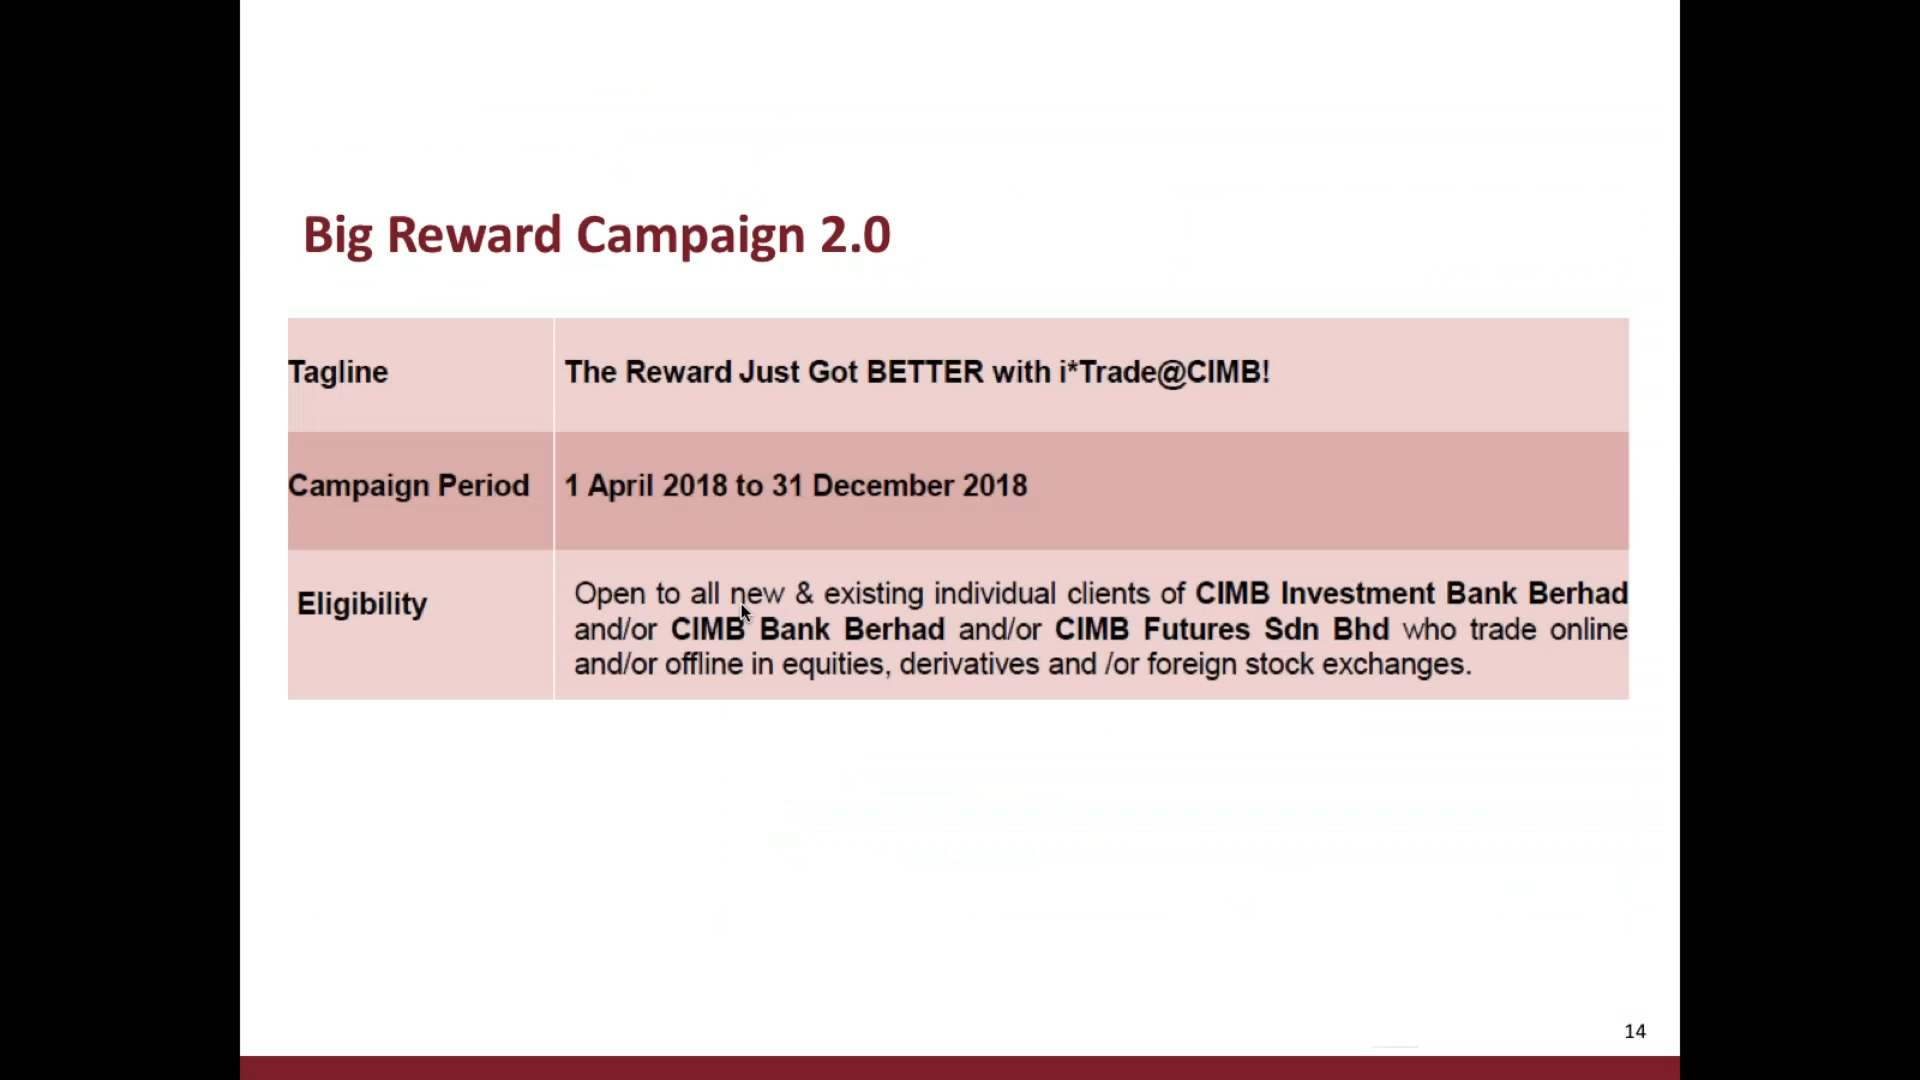 Big Reward Campaign 2.0
Tagline
The Reward Just Got BETTER with i*Trade@CIMB!
Campaign Period
1 April 2018 to 31 December 2018
Eligibility
Open to all new & existing individual clients of CIMB Investment Bank Berhad
and/or CIMB Bank Berhad and/or CIMB Futures Sdn Bhd who trade online
and/or offline in equities, derivatives and /or foreign stock exchanges.
14